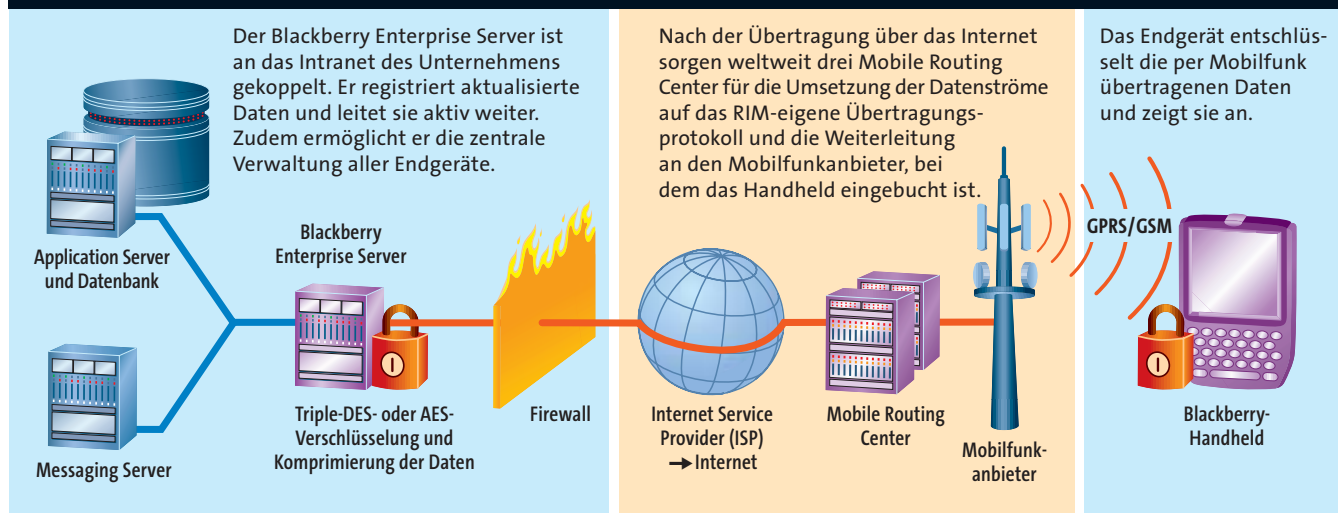 Der Blackberry Enterprise Server ist
an das Intranet des Unternehmens
gekoppelt. Er registriert aktualisierte
Daten und leitet sie aktiv weiter.
Zudem ermöglicht er die zentrale
Verwaltung aller Endgeräte.
Nach der Übertragung über das Internet
sorgen weltweit drei Mobile Routing
Center für die Umsetzung der Datenströme
auf das RIM-eigene Übertragungs-
protokoll und die Weiterleitung
an den Mobilfunkanbieter, bei
dem das Handheld eingebucht ist.
Das Endgerät entschlüs-
selt die per Mobilfunk
übertragenen Daten
und zeigt sie an.
Application Server
und Datenbank
Messaging Server
Blackberry
Enterprise Server
Triple-DES- oder AES-
Verschlüsselung und
Komprimierung der Daten
Firewall
Internet Service
Provider (ISP)
→ Internet
Mobile Routing
Center
Mobilfunk-
anbieter
GPRS/GSM
Blackberry-
Handheld